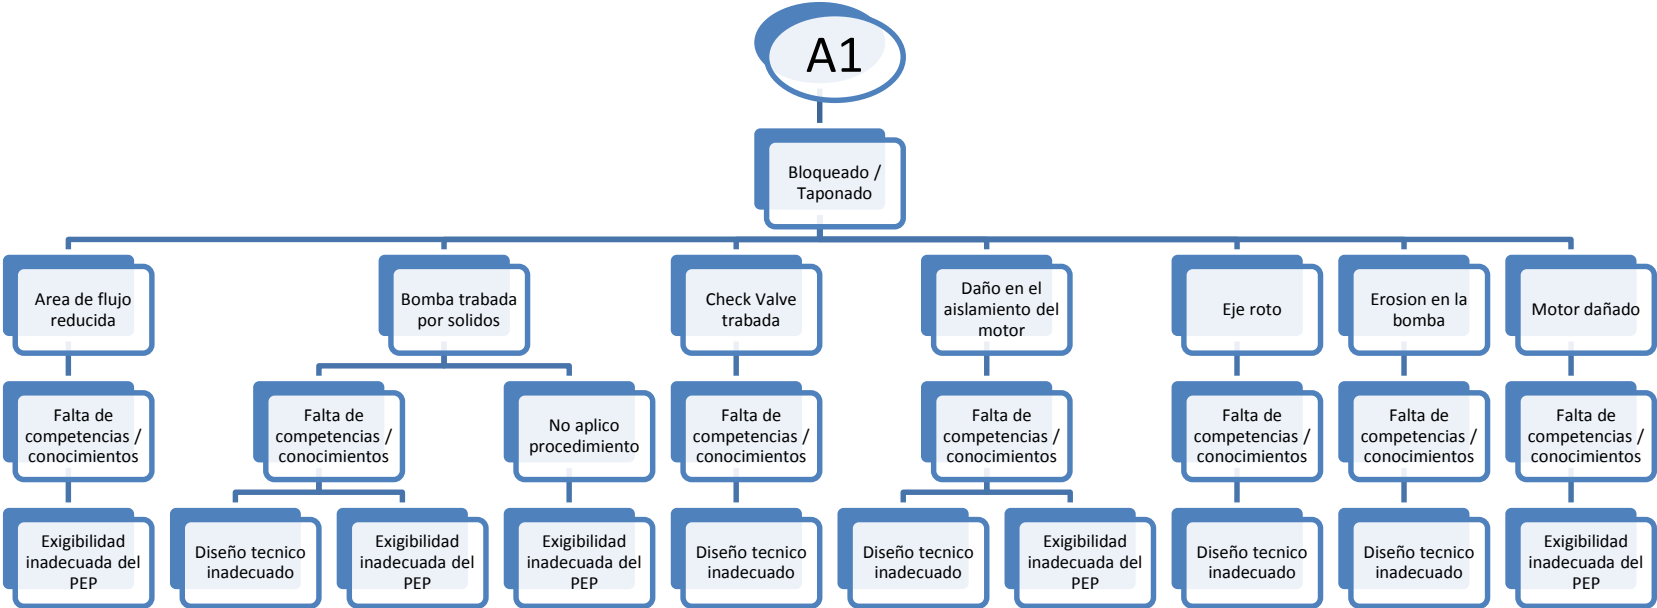 A1
Bloqueado /
Taponado
Area de flujo
reducida
Bomba trabada
por solidos
Check Valve
trabada
Daño en el
aislamiento del
motor
Eje roto
Erosion en la
bomba
Motor dañado
Falta de
competencias /
conocimientos
Falta de
competencias /
conocimientos
No aplico
procedimiento
Falta de
competencias /
conocimientos
Falta de
competencias /
conocimientos
Falta de
competencias /
conocimientos
Falta de
competencias /
conocimientos
Falta de
competencias /
conocimientos
Exigibilidad
inadecuada del
PEP
Diseño tecnico
inadecuado
Exigibilidad
inadecuada del
PEP
Exigibilidad
inadecuada del
PEP
Diseño tecnico
inadecuado
Diseño tecnico
inadecuado
Exigibilidad
inadecuada del
PEP
Diseño tecnico
inadecuado
Diseño tecnico
inadecuado
Exigibilidad
inadecuada del
PEP